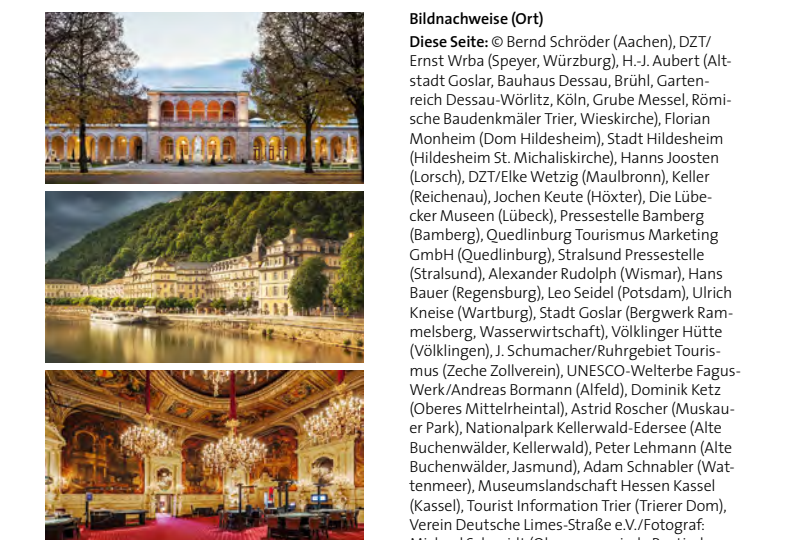 Bildnachweise (Ort)
Diese Seite: © Bernd Schröder (Aachen), DZT/
Ernst Wrba (Speyer, Würzburg), H.-J. Aubert (Alt-
stadt Goslar, Bauhaus Dessau, Brühl, Garten-
reich Dessau-Wörlitz, Köln, Grube Messel, Römi-
sche Baudenkmäler Trier, Wieskirche), Florian
Monheim (Dom Hildesheim), Stadt Hildesheim
(Hildesheim St. Michaliskirche), Hanns Joosten
(Lorsch), DZT/Elke Wetzig (Maulbronn), Keller
(Reichenau), Jochen Keute (Höxter), Die Lübe-
cker Museen (Lübeck), Pressestelle Bamberg
(Bamberg), Quedlinburg Tourismus Marketing
GmbH (Quedlinburg), Stralsund Pressestelle
(Stralsund), Alexander Rudolph (Wismar), Hans
Bauer (Regensburg), Leo Seidel (Potsdam), Ulrich
Kneise (Wartburg), Stadt Goslar (Bergwerk Ram-
melsberg, Wasserwirtschaft), Völklinger Hütte
(Völklingen), J. Schumacher/Ruhrgebiet Touris-
mus (Zeche Zollverein), UNESCO-Welterbe Fagus-
Werk/Andreas Bormann (Alfeld), Dominik Ketz
(Oberes Mittelrheintal), Astrid Roscher (Muskau-
er Park), Nationalpark Kellerwald-Edersee (Alte
Buchenwälder, Kellerwald), Peter Lehmann (Alte
Buchenwälder, Jasmund), Adam Schnabler (Wat-
tenmeer), Museumslandschaft Hessen Kassel
(Kassel), Tourist Information Trier (Trierer Dom),
Verein Deutsche Limes-Straße e.V./Fotograf: